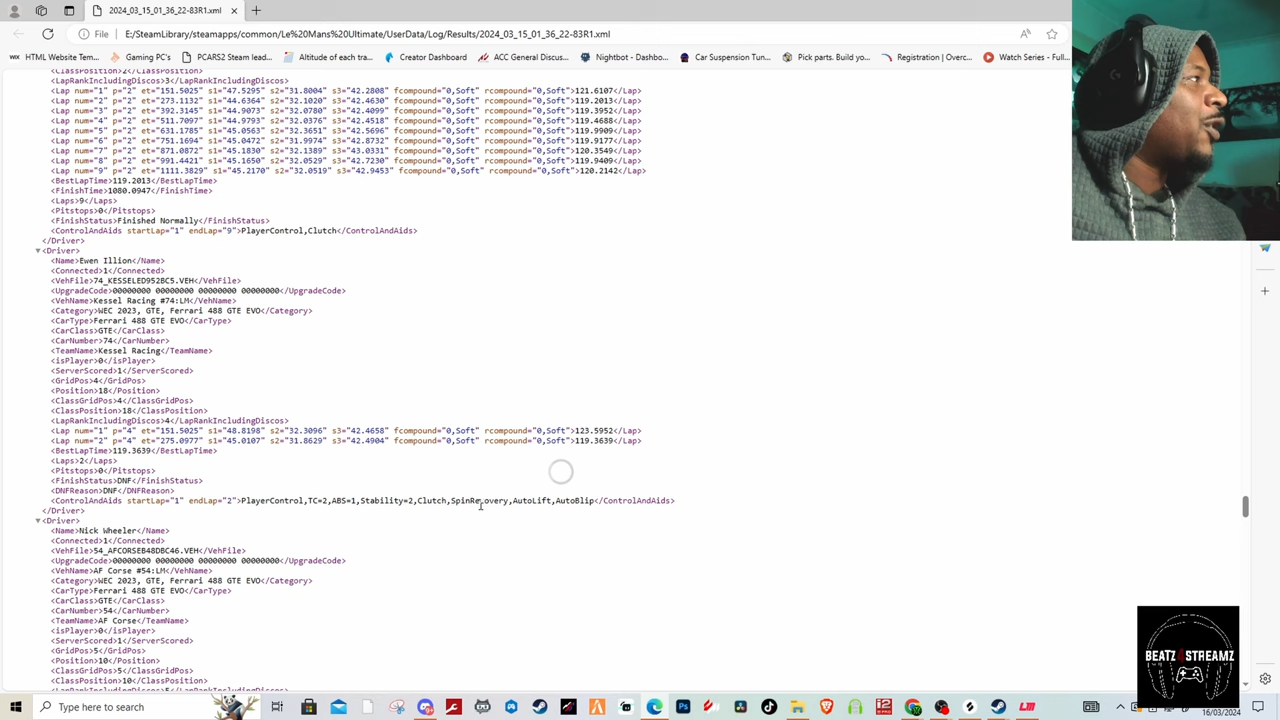 2024_03_15_01_36_22-83R1.xml
File
E:/SteamLibrary/steamapps/common/Le%20Mans%20Ultimate/UserData/Log/Results/2024_03_15_01_36_22-83R1.xml
HTML Website Tem... Gaming PC's PCARS2 Leaderboard... Altitude of each tra... Creator Dashboard ACC General Discu... Nightbot - Dashbo... Car Suspension Tun... Pick parts. Build yo... Registration | Overc... Watch Series - Full...
<ClassPosition>2</ClassPosition>
<LapRankIncludingDiscos>3</LapRankIncludingDiscos>
<Lap num="1" p="2" et="151.5025" s1="47.5295" s2="31.8004" s3="42.2808" fcompound="0,Soft" rcompound="0,Soft">121.6107</Lap>
<Lap num="2" p="2" et="273.1132" s1="44.6364" s2="32.1020" s3="42.4630" fcompound="0,Soft" rcompound="0,Soft">119.2013</Lap>
<Lap num="3" p="2" et="392.3145" s1="44.9073" s2="32.0780" s3="42.4099" fcompound="0,Soft" rcompound="0,Soft">119.3952</Lap>
<Lap num="4" p="2" et="511.7097" s1="44.9793" s2="32.0376" s3="42.4518" fcompound="0,Soft" rcompound="0,Soft">119.4688</Lap>
<Lap num="5" p="2" et="631.1785" s1="45.0563" s2="32.3651" s3="42.5696" fcompound="0,Soft" rcompound="0,Soft">119.9909</Lap>
<Lap num="6" p="2" et="751.1694" s1="45.0472" s2="31.9974" s3="42.8732" fcompound="0,Soft" rcompound="0,Soft">119.9177</Lap>
<Lap num="7" p="2" et="871.0872" s1="45.1830" s2="32.1389" s3="43.0331" fcompound="0,Soft" rcompound="0,Soft">120.3549</Lap>
<Lap num="8" p="2" et="991.4421" s1="45.1650" s2="32.0529" s3="42.7230" fcompound="0,Soft" rcompound="0,Soft">119.9409</Lap>
<Lap num="9" p="2" et="1111.3829" s1="45.2170" s2="32.0519" s3="42.9453" fcompound="0,Soft" rcompound="0,Soft">120.2142</Lap>
<BestLapTime>119.2013</BestLapTime>
<FinishTime>1080.0947</FinishTime>
<Laps>9</Laps>
<Pitstops>0</Pitstops>
<FinishStatus>Finished Normally</FinishStatus>
<ControlAndAids startLap="1" endLap="9">PlayerControl,Clutch</ControlAndAids>
</Driver>
<Driver>
<Name>Ewen Illion</Name>
<Connected>1</Connected>
<VehFile>74_KESSELED952BC5.VEH</VehFile>
<UpgradeCode>00000000 00000000 00000000 00000000</UpgradeCode>
<VehName>Kessel Racing #74:LM</VehName>
<Category>WEC 2023, GTE, Ferrari 488 GTE EVO</Category>
<CarType>Ferrari 488 GTE EVO</CarType>
<CarClass>GTE</CarClass>
<CarNumber>74</CarNumber>
<TeamName>Kessel Racing</TeamName>
<isPlayer>0</isPlayer>
<ServerScored>1</ServerScored>
<GridPos>4</GridPos>
<Position>18</Position>
<ClassGridPos>4</ClassGridPos>
<ClassPosition>18</ClassPosition>
<LapRankIncludingDiscos>4</LapRankIncludingDiscos>
<Lap num="1" p="4" et="151.5025" s1="48.8198" s2="32.3096" s3="42.4658" fcompound="0,Soft" rcompound="0,Soft">123.5952</Lap>
<Lap num="2" p="4" et="275.0977" s1="45.0107" s2="31.8629" s3="42.4904" fcompound="0,Soft" rcompound="0,Soft">119.3639</Lap>
<BestLapTime>119.3639</BestLapTime>
<Laps>2</Laps>
<Pitstops>0</Pitstops>
<FinishStatus>DNF</FinishStatus>
<DNFReason>DNF</DNFReason>
<ControlAndAids startLap="1" endLap="2">PlayerControl,TC=2,ABS=1,Stability=2,Clutch,SpinRecovery,AutoLift,AutoBlip</ControlAndAids>
</Driver>
<Driver>
<Name>Nick Wheeler</Name>
<Connected>1</Connected>
<VehFile>54_AFCORSEB48DBC46.VEH</VehFile>
<UpgradeCode>00000000 00000000 00000000 00000000</UpgradeCode>
<VehName>AF Corse #54:LM</VehName>
<Category>WEC 2023, GTE, Ferrari 488 GTE EVO</Category>
<CarType>Ferrari 488 GTE EVO</CarType>
<CarClass>GTE</CarClass>
<CarNumber>54</CarNumber>
<TeamName>AF Corse</TeamName>
<isPlayer>0</isPlayer>
<ServerScored>1</ServerScored>
<GridPos>5</GridPos>
<Position>10</Position>
<ClassGridPos>5</ClassGridPos>
<ClassPosition>10</ClassPosition>
<LapRankIncludingDiscos>5</LapRankIncludingDiscos>
BEATZ4STREAMZ
Type here to search
16/03/2024